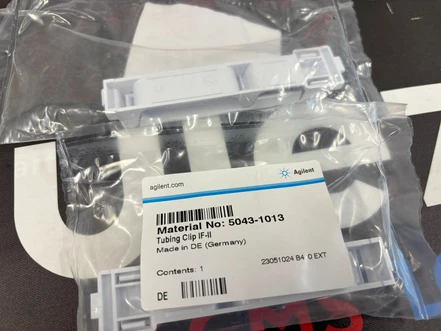 agilent.com
Agilent
Material No: 5043-1013
Tubing Clip IF-II
Made in DE (Germany)
Contents: 1
23051024 B4
0 EXT
DE